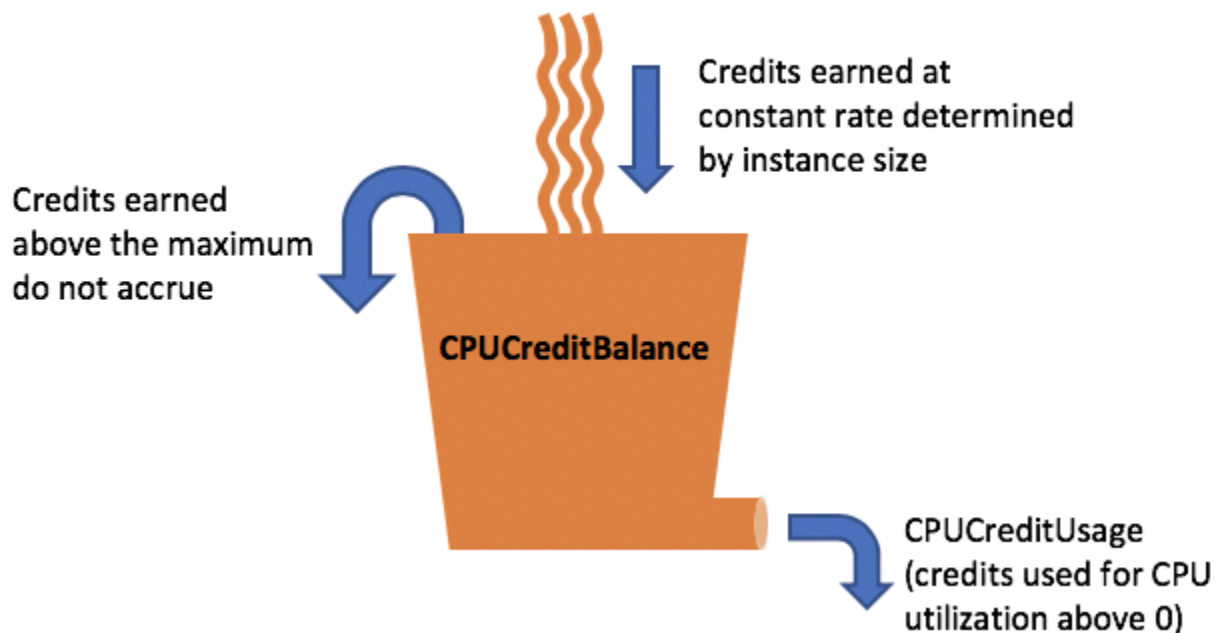 Credits earned at
constant rate determined
by instance size
Credits earned
above the maximum
do not accrue
CPUCreditBalance
CPUCreditUsage
(credits used for CPU
utilization above 0)